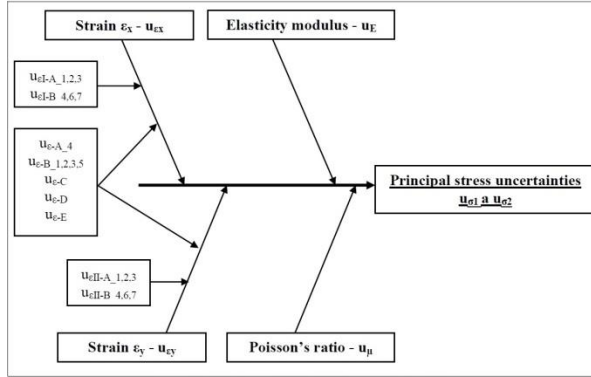 Strain εx - uεx
Elasticity modulus - uE
uεI-A_1,2,3
uεI-B 4,6,7
uε-A_4
uε-B_1,2,3,5
uε-C
uε-D
uε-E
Principal stress uncertainties
uσ1 a uσ2
uεII-A_1,2,3
uεII-B 4,6,7
Strain εy - uεy
Poisson's ratio - uμ